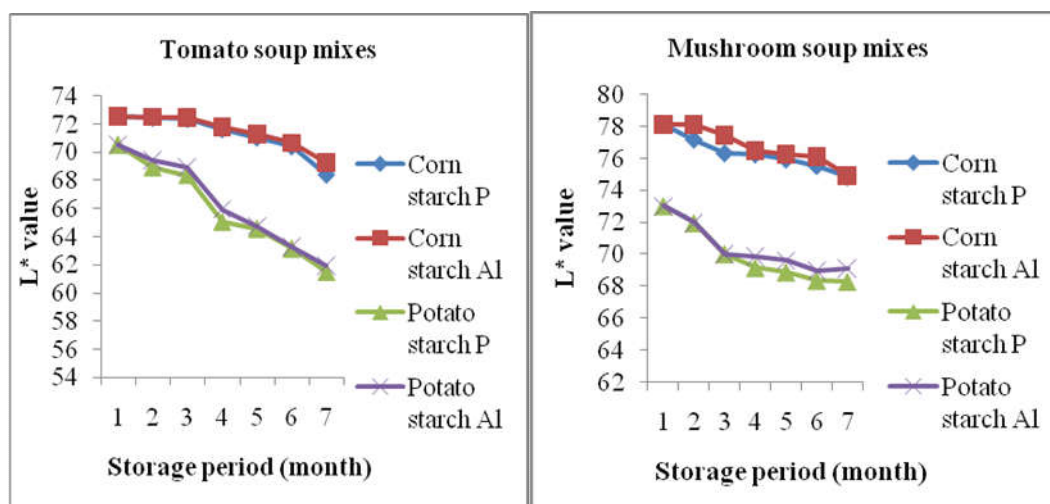 Tomato soup mixes
74
72
70
68
66
64
62
60
58
56
54
L* value
1 2 3 4 5 6 7
Storage period (month)
Corn
starch P
Corn
starch Al
Potato
starch P
Potato
starch Al
Mushroom soup mixes
80
78
76
74
72
70
68
66
64
62
L* value
1 2 3 4 5 6 7
Storage period (month)
Corn
starch P
Corn
starch Al
Potato
starch P
Potato
starch Al